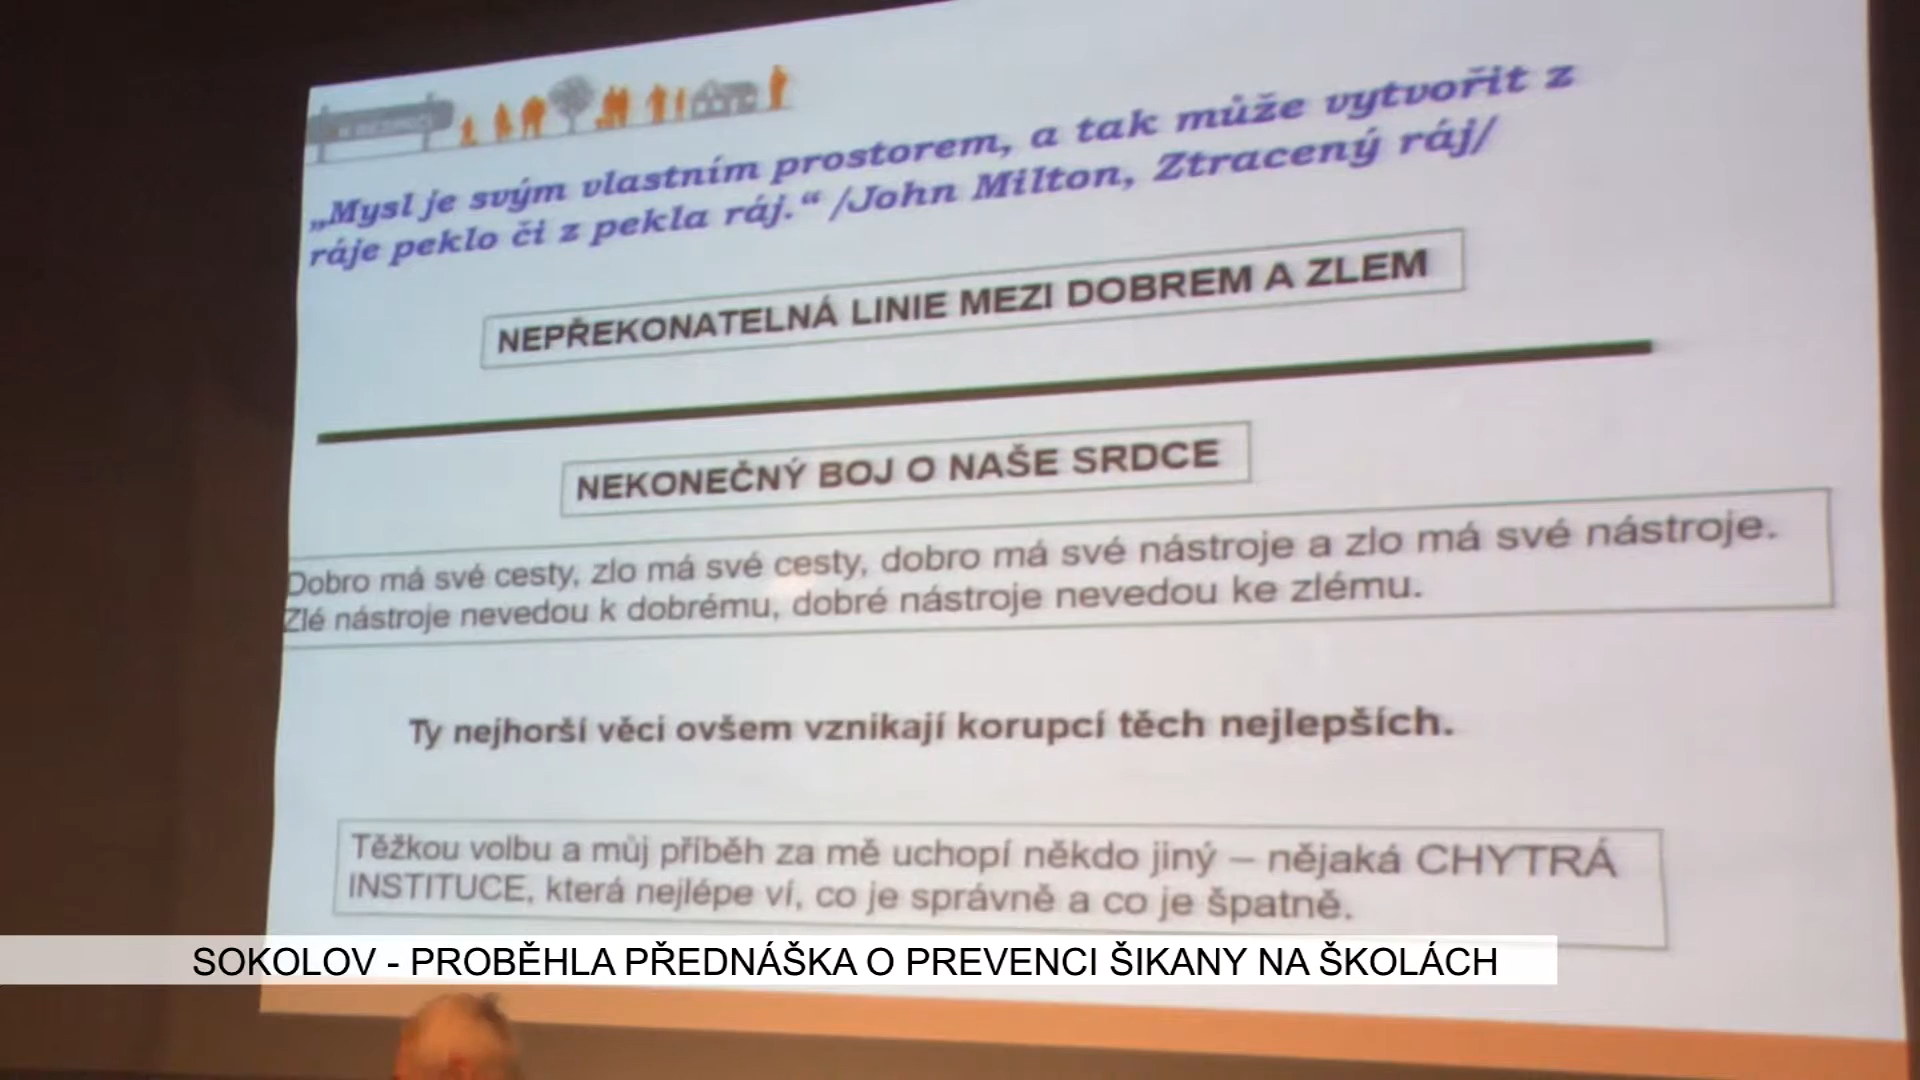 „Mysl je svým vlastním prostorem, a tak může vytvořit z
ráje peklo či z pekla ráj.“ /John Milton, Ztracený ráj/
NEPŘEKONATELNÁ LINIE MEZI DOBREM A ZLEM
NEKONEČNÝ BOJ O NAŠE SRDCE
Dobro má své cesty, zlo má své cesty, dobro má své nástroje a zlo má své nástroje.
Zlé nástroje nevedou k dobrému, dobré nástroje nevedou ke zlému.
Ty nejhorší věci ovšem vznikají korupcí těch nejlepších.
Těžkou volbu a můj příběh za mě uchopí někdo jiný – nějaká CHYTRÁ
INSTITUCE, která nejlépe ví, co je správně a co je špatně.
SOKOLOV - PROBĚHLA PŘEDNÁŠKA O PREVENCI ŠIKANY NA ŠKOLÁCH